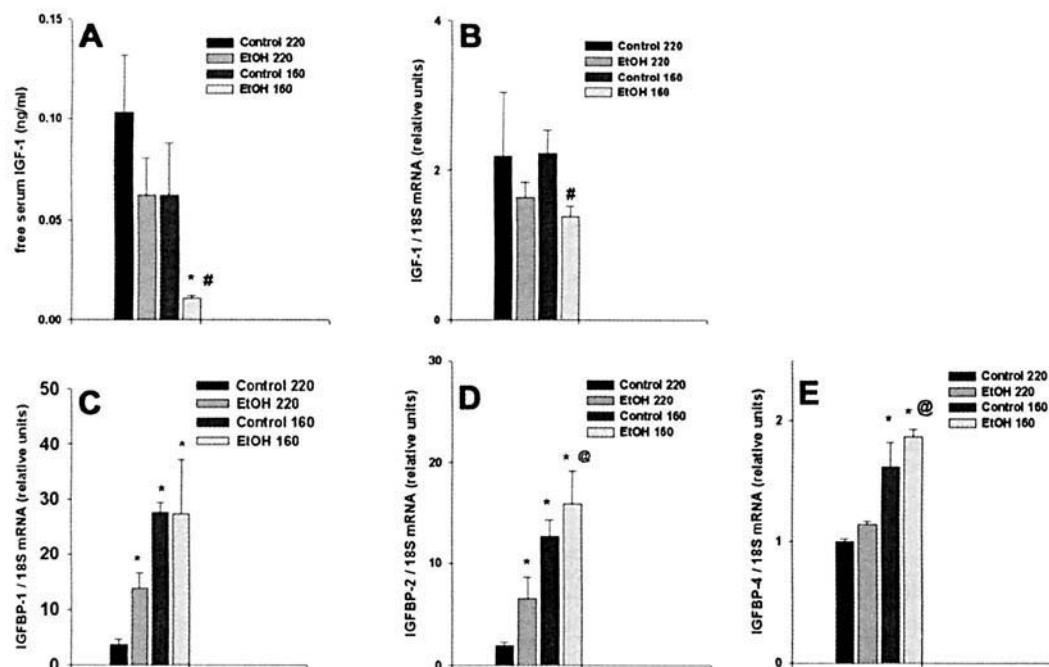 A
free serum IGF-1 (ng/ml)
0.15
0.10
0.05
0.00
Control 220
EtOH 220
Control 160
EtOH 160
* #
B
IGF-1 / 18S mRNA (relative units)
4
2
0
Control 220
EtOH 220
Control 160
EtOH 160
#
C
IGFBP-1 / 18S mRNA (relative units)
50
40
30
20
10
0
Control 220
EtOH 220
Control 160
EtOH 160
*
*
*
D
IGFBP-2 / 18S mRNA (relative units)
30
20
10
0
Control 220
EtOH 220
Control 160
EtOH 160
*
*
* @
E
IGFBP-4 / 18S mRNA (relative units)
2
1
0
Control 220
EtOH 220
Control 160
EtOH 160
*
* @